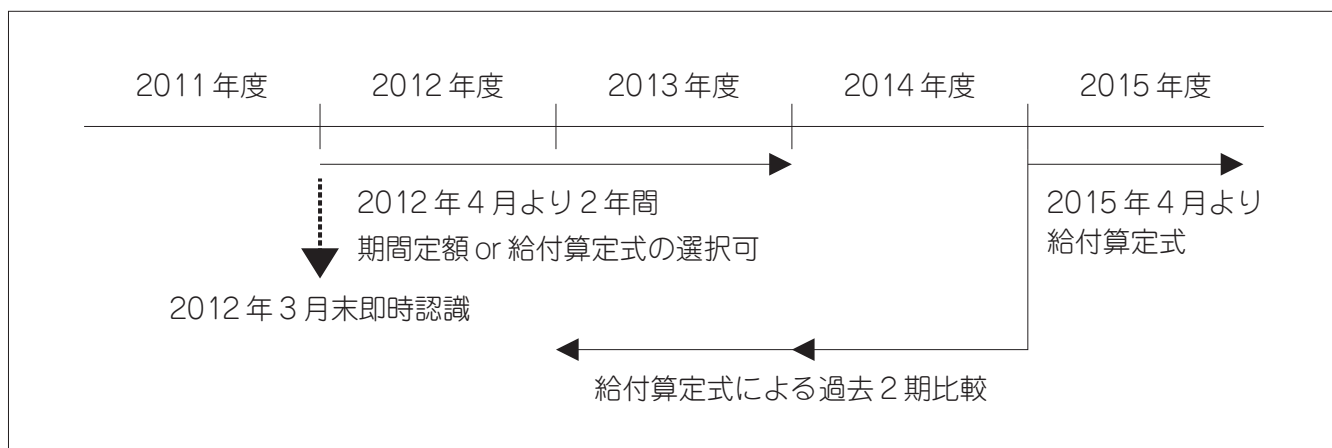 2011年度 2012年度 2013年度 2014年度 2015年度
2012年4月より2年間
期間定額 or 給付算定式の選択可
2015年4月より
給付算定式
2012年3月末即時認識
給付算定式による過去2期比較